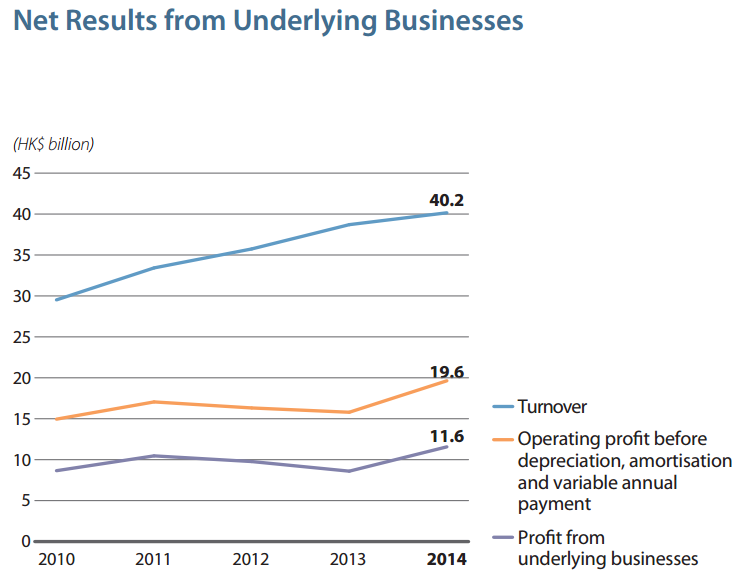 Net Results from Underlying Businesses
(HK$ billion)
45
40
35
30
25
20
15
10
5
0
40.2
19.6
11.6
2010 2011 2012 2013 2014
Turnover
Operating profit before
depreciation, amortisation
and variable annual
payment
Profit from
underlying businesses